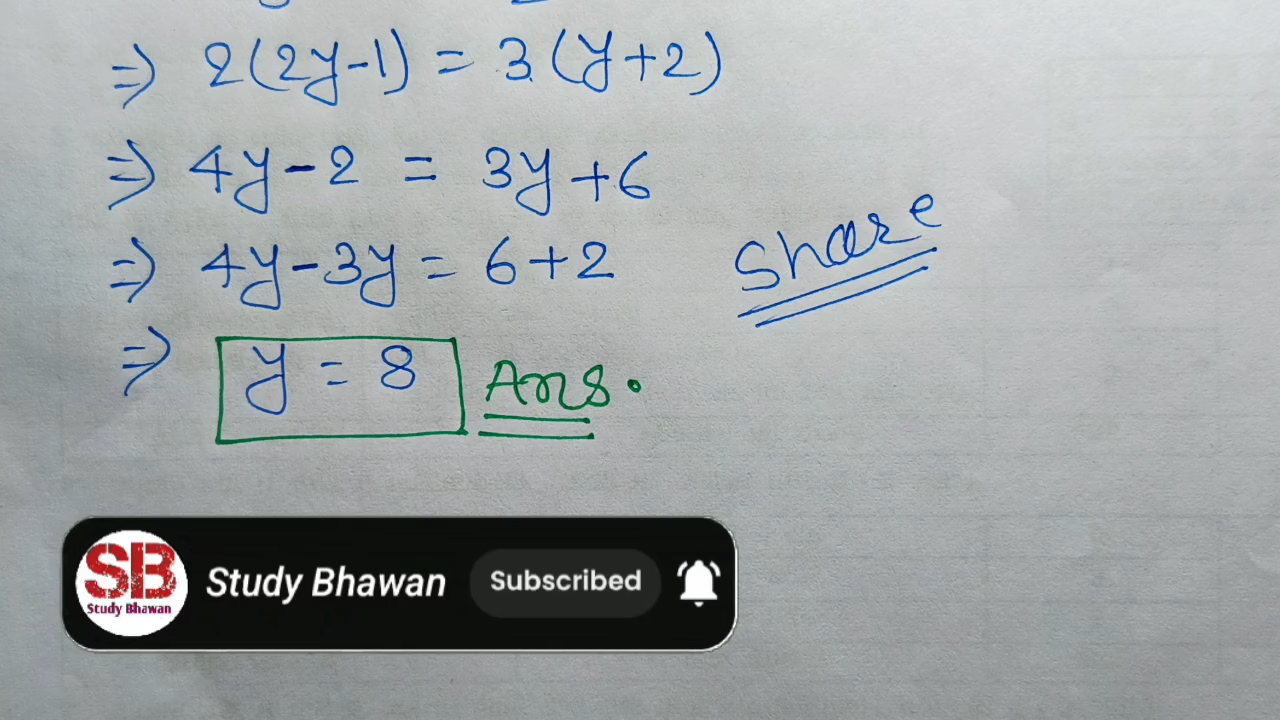 ⇒ 2(2y-1) = 3(y+2)
⇒ 4y-2 = 3y+6
⇒ 4y-3y = 6+2
Share
⇒ y = 8 Ans.
SB
Study Bhawan
Study Bhawan
Subscribed